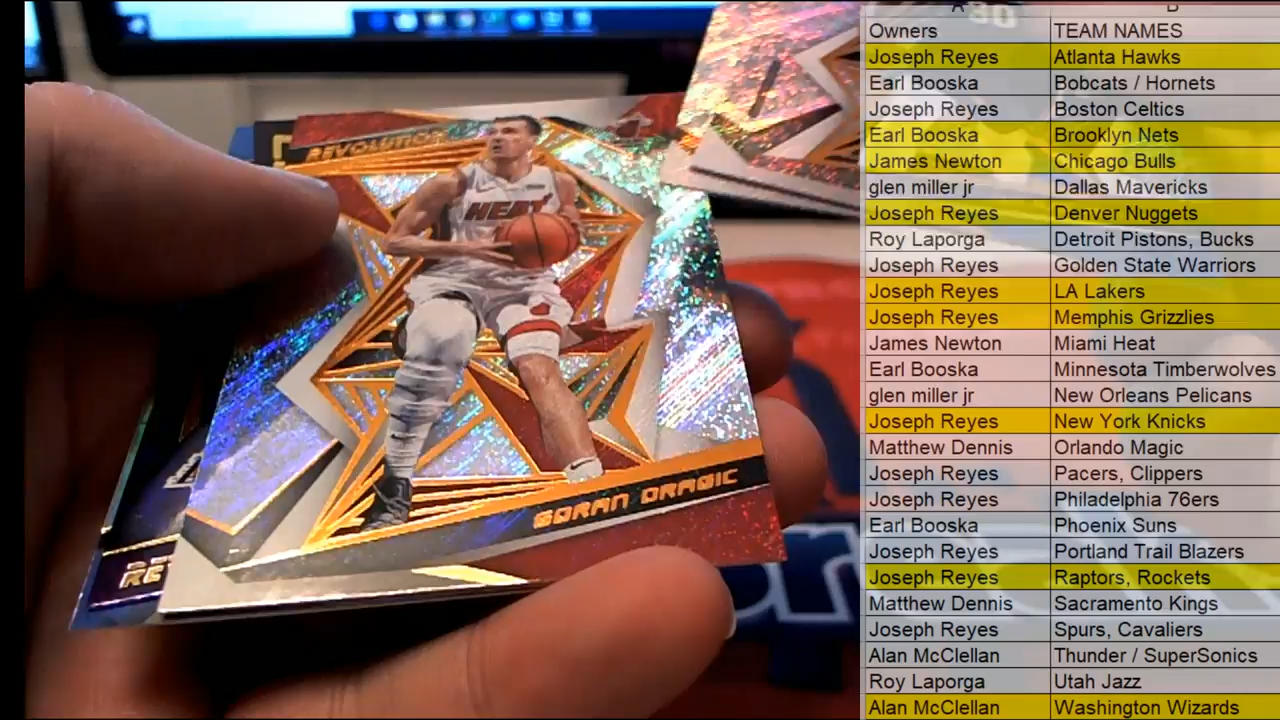 A B
Owners TEAM NAMES
Joseph Reyes Atlanta Hawks
Earl Booska Bobcats / Hornets
Joseph Reyes Boston Celtics
Earl Booska Brooklyn Nets
James Newton Chicago Bulls
glen miller jr Dallas Mavericks
Joseph Reyes Denver Nuggets
Roy Laporga Detroit Pistons, Bucks
Joseph Reyes Golden State Warriors
Joseph Reyes LA Lakers
Joseph Reyes Memphis Grizzlies
James Newton Miami Heat
Earl Booska Minnesota Timberwolves
glen miller jr New Orleans Pelicans
Joseph Reyes New York Knicks
Matthew Dennis Orlando Magic
Joseph Reyes Pacers, Clippers
Joseph Reyes Philadelphia 76ers
Earl Booska Phoenix Suns
Joseph Reyes Portland Trail Blazers
Joseph Reyes Raptors, Rockets
Matthew Dennis Sacramento Kings
Joseph Reyes Spurs, Cavaliers
Alan McClellan Thunder / SuperSonics
Roy Laporga Utah Jazz
Alan McClellan Washington Wizards
REVOLUTION
HEAT
GORAN DRAGIC
RE